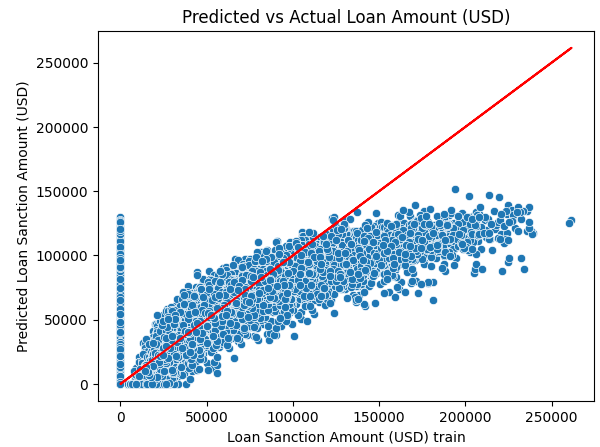 Predicted vs Actual Loan Amount (USD)
Predicted Loan Sanction Amount (USD)
250000
200000
150000
100000
50000
0
0 50000 100000 150000 200000 250000
Loan Sanction Amount (USD) train